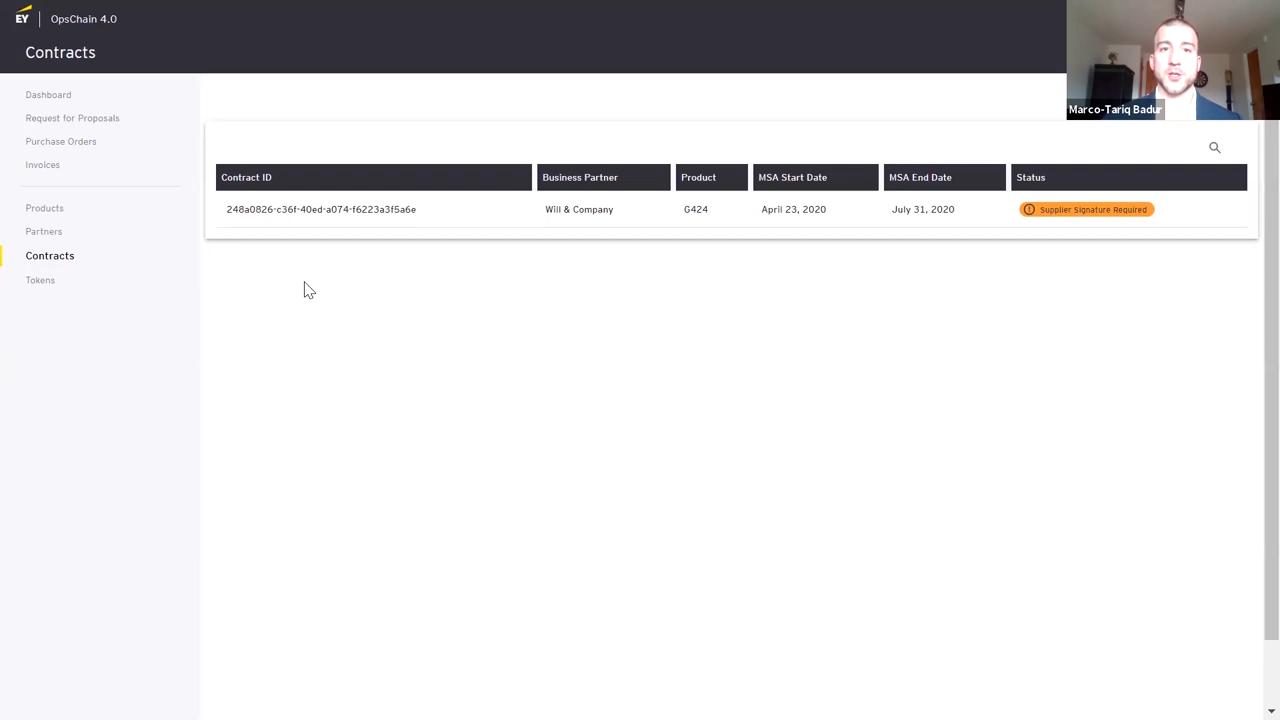 EY OpsChain 4.0
Contracts
Marco-Tariq Badur
Dashboard
Request for Proposals
Purchase Orders
Invoices
Products
Partners
Contracts
Tokens
Contract ID Business Partner Product MSA Start Date MSA End Date Status
248a0826-c36f-40ed-a074-f6223a3f5a6e Will & Company G424 April 23, 2020 July 31, 2020 Supplier Signature Required